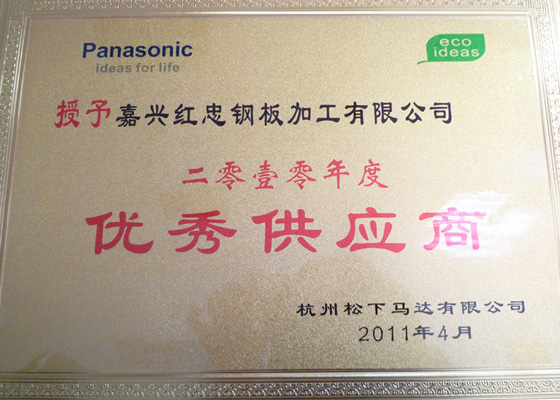 Panasonic
ideas for life
eco
ideas
授予嘉兴红忠钢板加工有限公司
二零壹零年度
优秀供应商
杭州松下马达有限公司
2011年4月